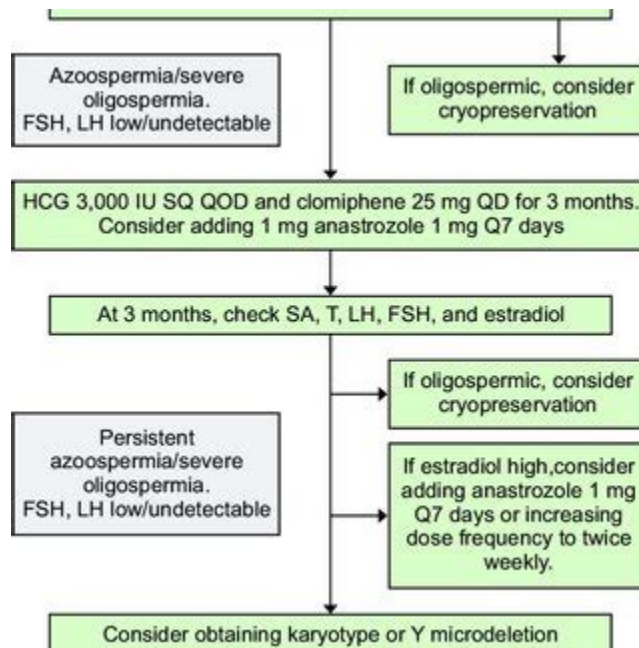 Azoospermia/severe
oligospermia.
FSH, LH low/undetectable
If oligospermic, consider
cryopreservation
HCG 3,000 IU SQ QOD and clomiphene 25 mg QD for 3 months.
Consider adding 1 mg anastrozole 1 mg Q7 days
At 3 months, check SA, T, LH, FSH, and estradiol
If oligospermic, consider
cryopreservation
Persistent
azoospermia/severe
oligospermia.
FSH, LH low/undetectable
If estradiol high,consider
adding anastrozole 1 mg
Q7 days or increasing
dose frequency to twice
weekly.
Consider obtaining karyotype or Y microdeletion